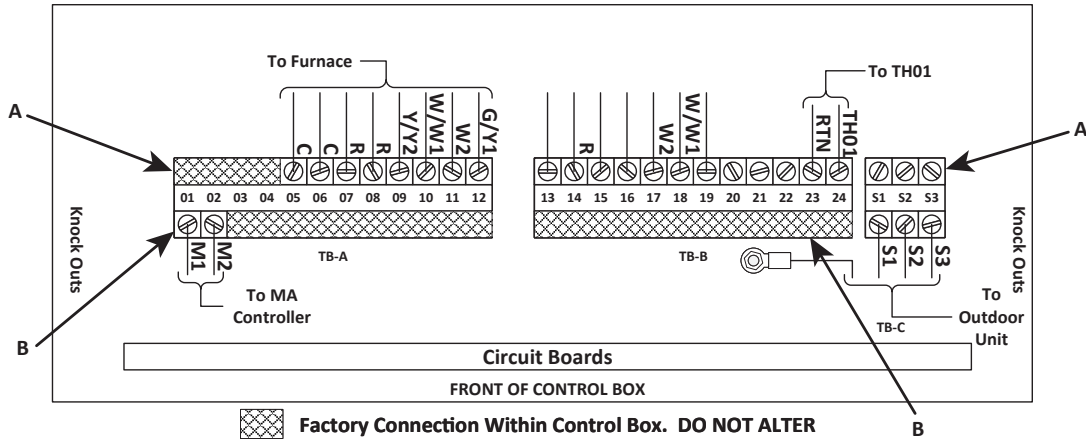 To Furnace
To TH01
A
A
C
C
R
R
Y/Y2
W/W1
W2
G/Y1
R
W2
W/W1
RTN
TH01
01 02 03 04 05 06 07 08 09 10 11 12
13 14 15 16 17 18 19 20 21 22 23 24
S1 S2 S3
Knock Outs
Knock Outs
M1
M2
TB-A
TB-B
S1
S2
S3
To MA
Controller
TB-C
To
Outdoor
Unit
B
Circuit Boards
FRONT OF CONTROL BOX
Factory Connection Within Control Box. DO NOT ALTER
B